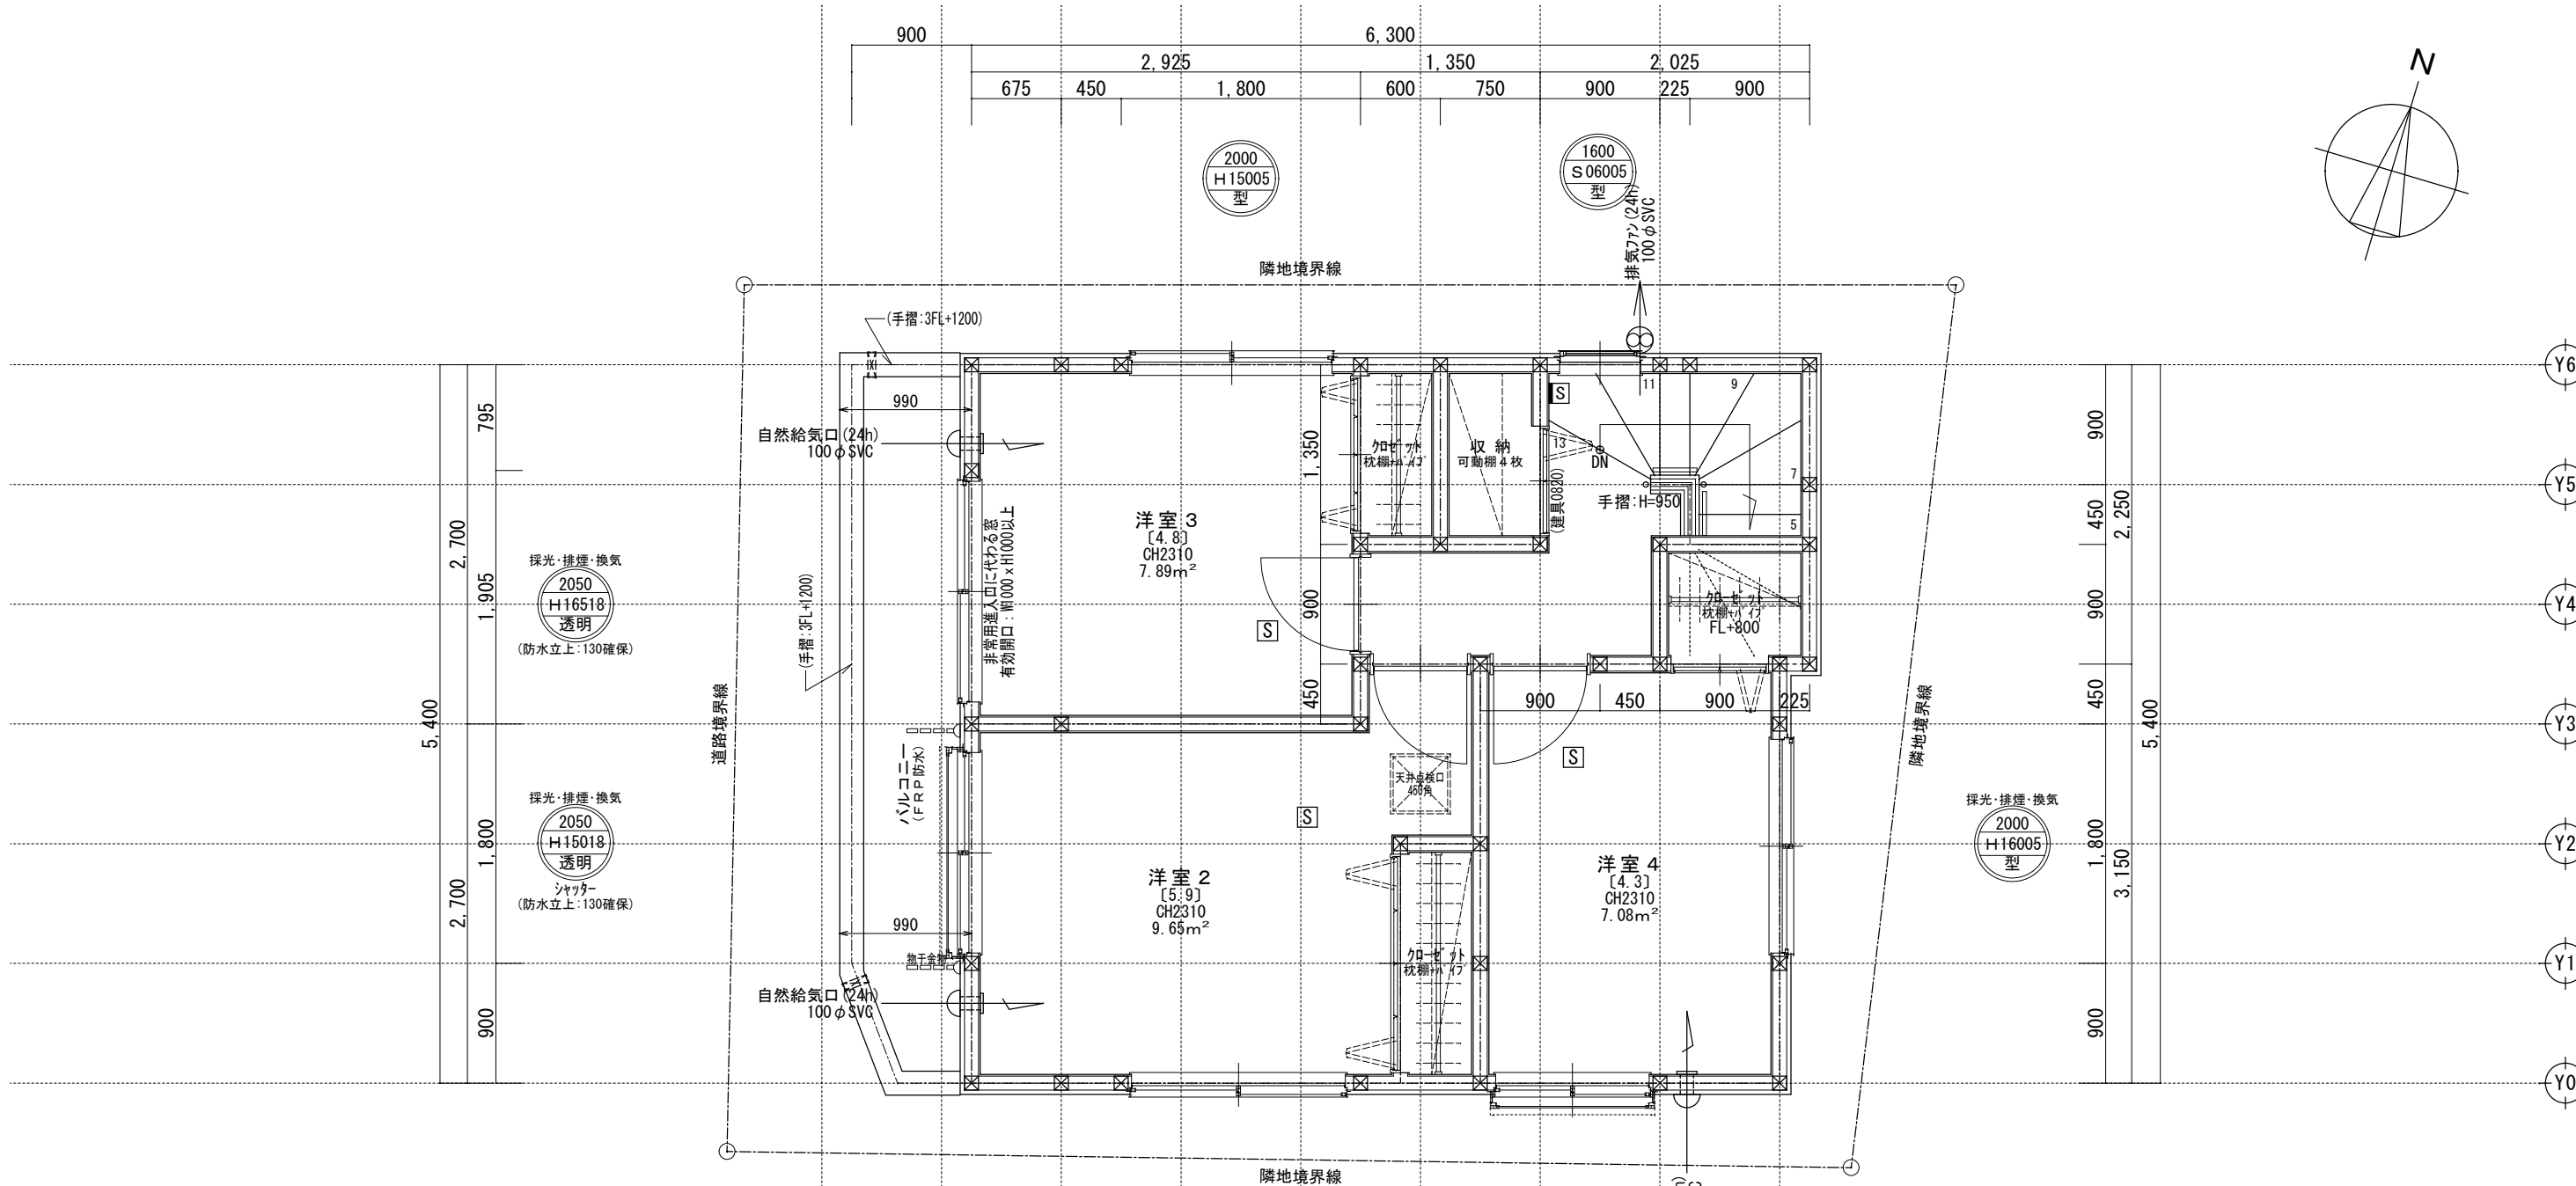 900
6,300
2,925
1,350
2,025
675
450
1,800
600
750
900
225
900
N
2000
H15005
型
1600
S06005
型
排気ファン(24h)
100φSVC
隣地境界線
(手摺:3FL+1200)
Y6
990
自然給気口(24h)
100φSVC
795
2,700
1,905
5,400
1,350
クローゼット
枕棚+パイプ
収納
可動棚4枚
S
11
9
13
DN
7
5
(建具0820)
手摺:H=950
900
450
2,250
Y5
洋室3
[4.8]
CH2310
7.89m²
非常用進入口に代わる窓
有効開口:W1000xH1000以上
採光・排煙・換気
2050
H16518
透明
(防水立上:130確保)
(手摺:3FL+1200)
900
S
クローゼット
枕棚+パイプ
FL+800
900
Y4
450
900
450
900
225
450
Y3
道路境界線
隣地境界線
5,400
バルコニー
(FRP防水)
天井点検口
450角
S
S
採光・排煙・換気
2050
H15018
透明
シャッター
(防水立上:130確保)
1,800
2,700
洋室2
[5.9]
CH2310
9.65m²
洋室4
[4.3]
CH2310
7.08m²
採光・排煙・換気
2000
H16005
型
1,800
3,150
Y2
990
物干金物
クローゼット
枕棚+パイプ
Y1
自然給気口(24h)
100φSVC
900
900
Y0
隣地境界線